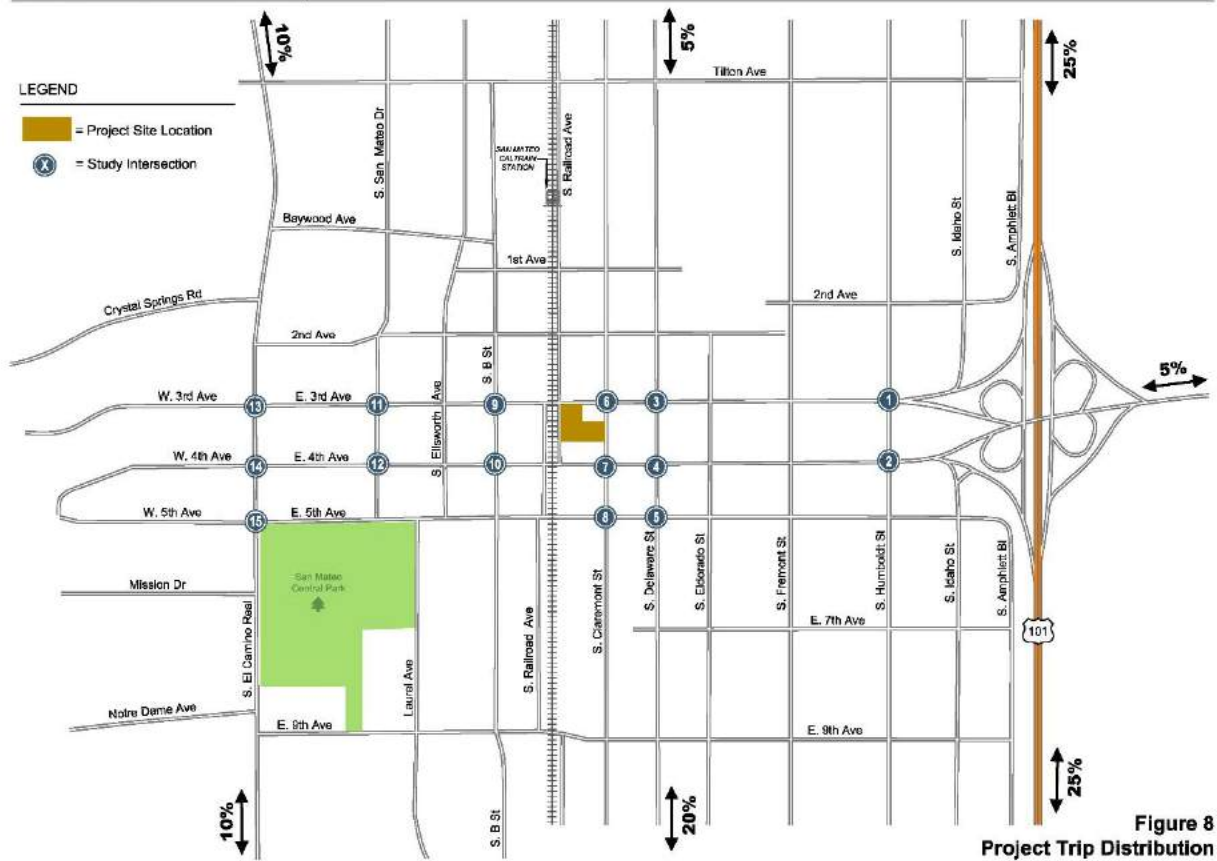 10%
5%
25%
Tilton Ave
LEGEND
= Project Site Location
X
= Study Intersection
S. San Mateo Dr
SAN MATEO
CALTRAIN
STATION
S. Railroad Ave
Baywood Ave
1st Ave
S. Idaho St
S. Amphlett Bl
Crystal Springs Rd
2nd Ave
2nd Ave
S. B St
S. Ellsworth Ave
5%
W. 3rd Ave
13
E. 3rd Ave
11
9
6
3
1
W. 4th Ave
14
E. 4th Ave
12
10
7
4
2
W. 5th Ave
15
E. 5th Ave
8
5
San Mateo
Central Park
Mission Dr
S. El Camino Real
Laurel Ave
S. Railroad Ave
S. Claremont St
S. Delaware St
S. Eldorado St
S. Fremont St
S. Humboldt St
S. Idaho St
S. Amphlett Bl
E. 7th Ave
101
Notre Dame Ave
E. 9th Ave
E. 9th Ave
10%
S. B St
20%
25%
Figure 8
Project Trip Distribution